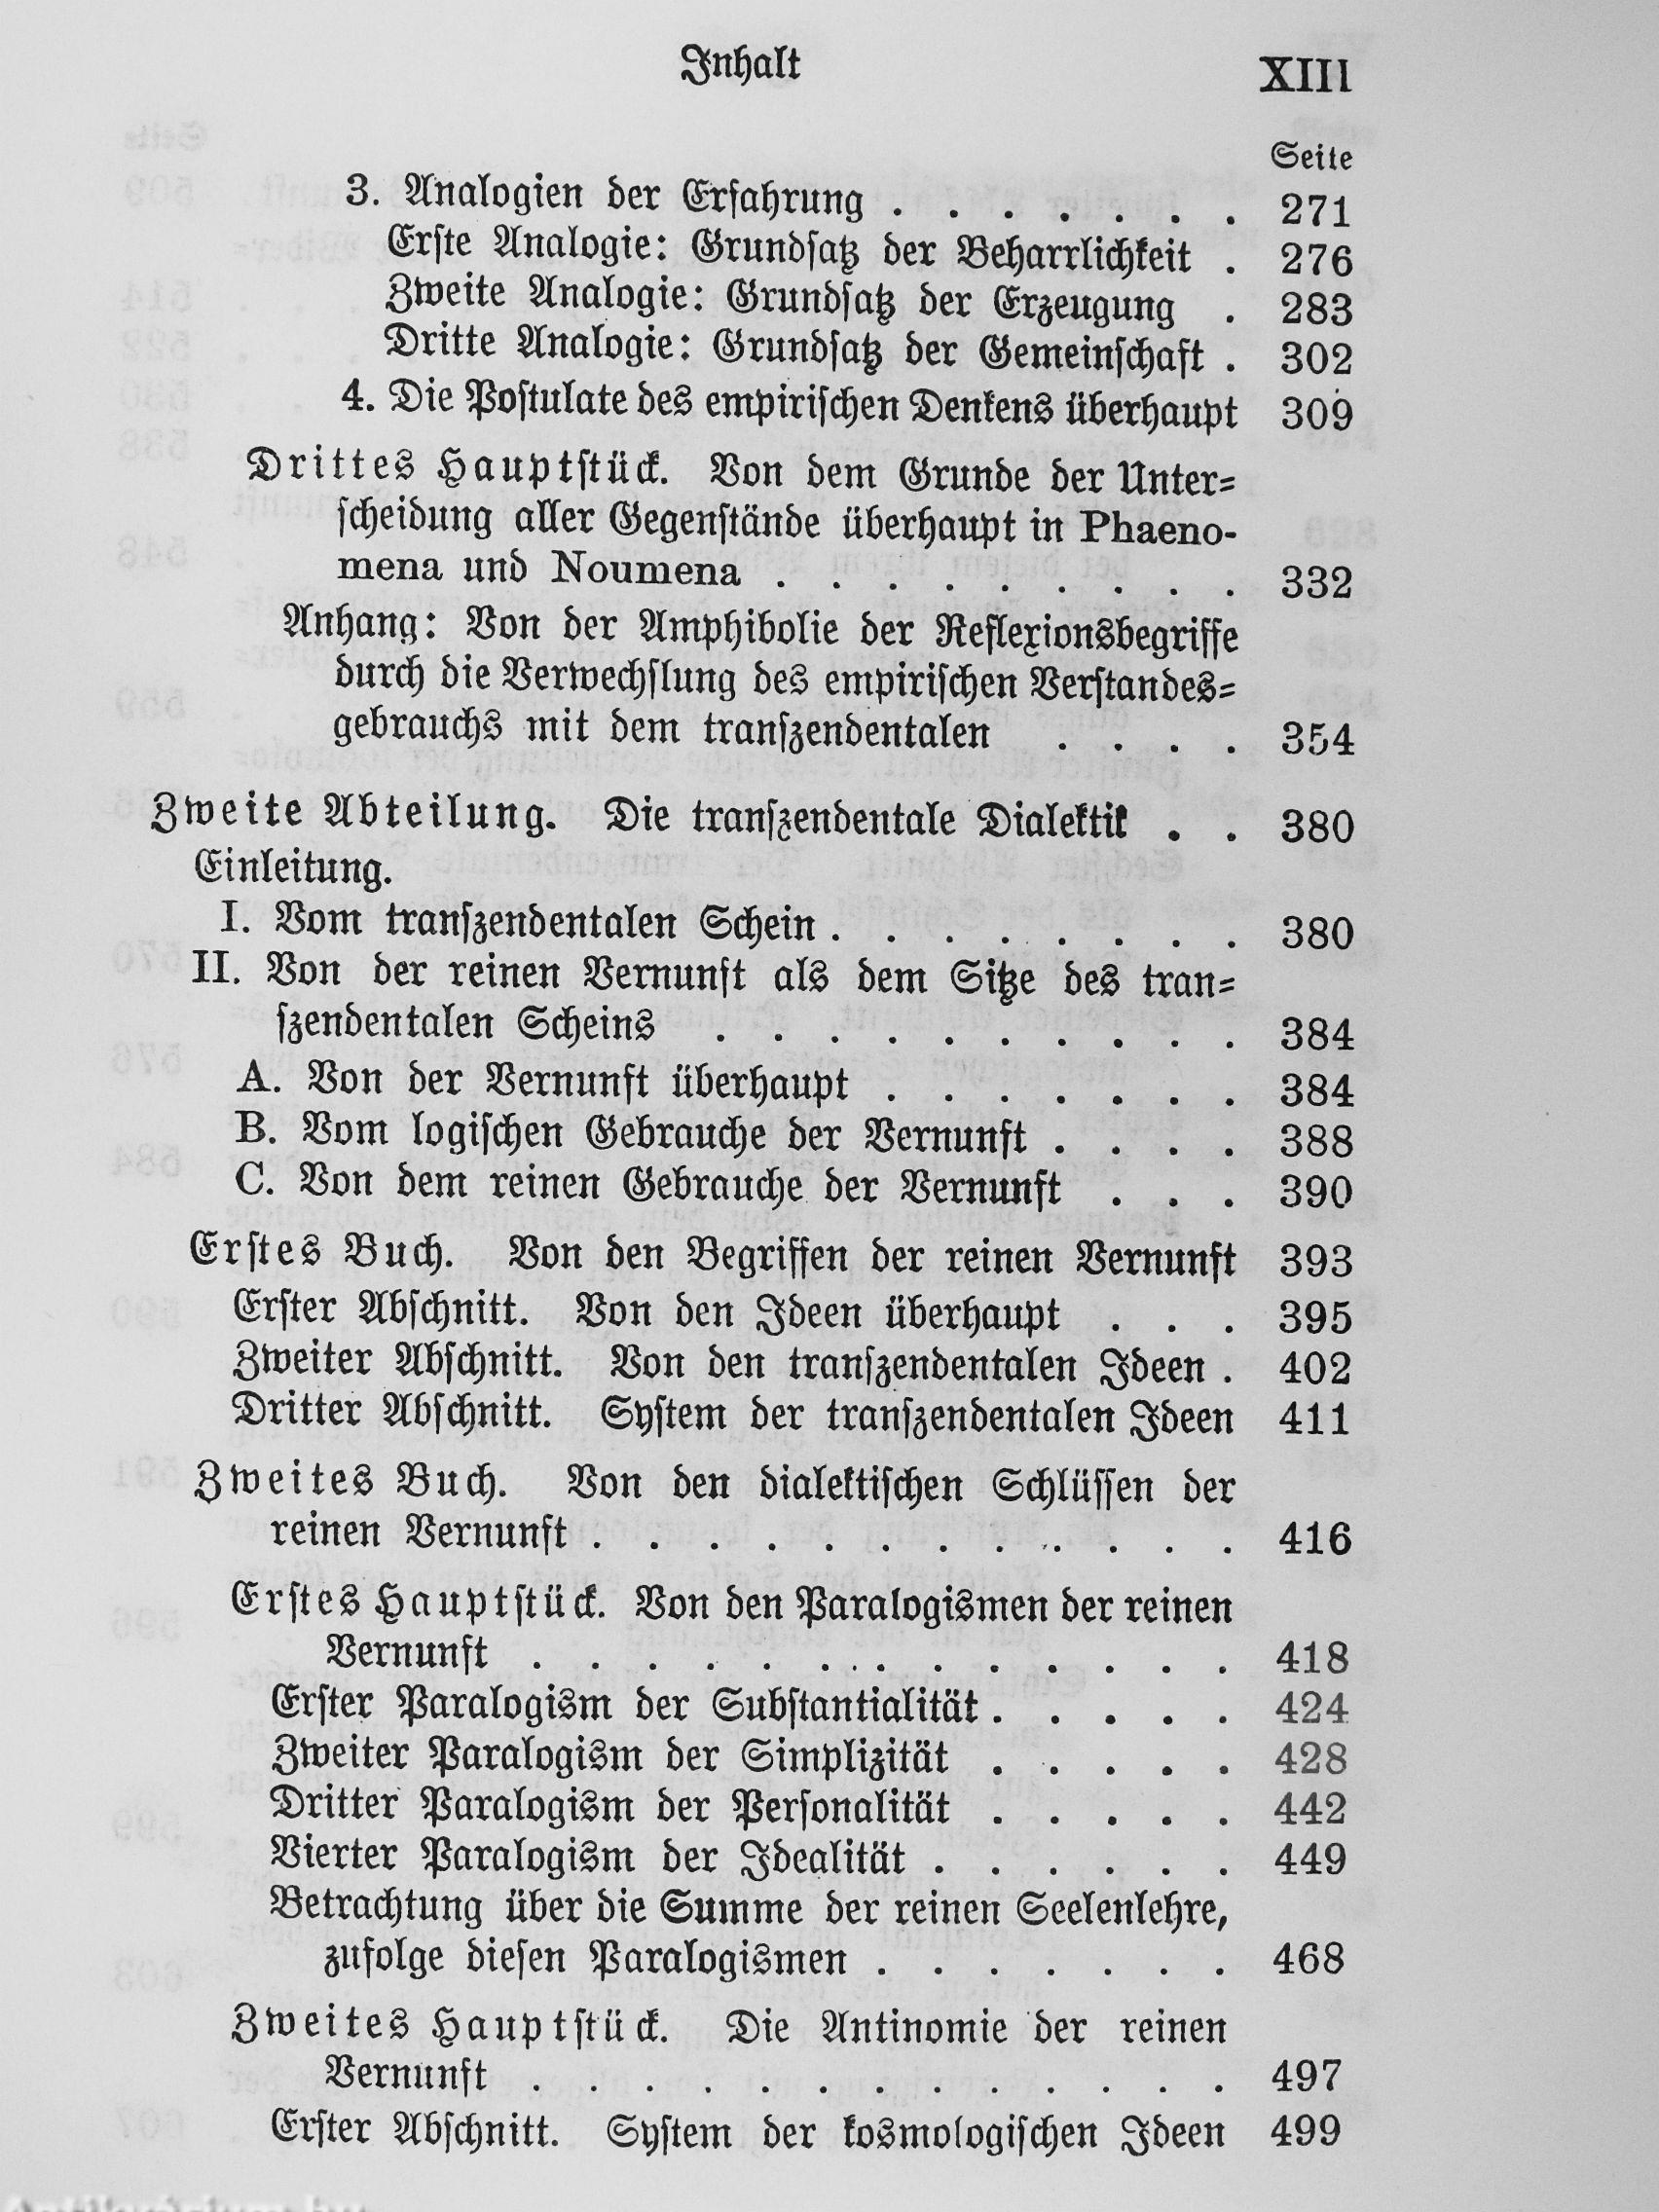 Inhalt XIII
Seite
3. Analogien der Erfahrung . . . . . . . 271
Erſte Analogie: Grundſatz der Beharrlichkeit . 276
Zweite Analogie: Grundſatz der Erzeugung . 283
Dritte Analogie: Grundſatz der Gemeinſchaft . 302
4. Die Poſtulate des empiriſchen Denkens überhaupt 309
Drittes Hauptſtück. Von dem Grunde der Unter-
ſcheidung aller Gegenſtände überhaupt in Phaeno-
mena und Noumena . . . . . . . . . 332
Anhang: Von der Amphibolie der Reflexionsbegriffe
durch die Verwechſlung des empiriſchen Verſtandes-
gebrauchs mit dem tranſzendentalen . . . . 354
Zweite Abteilung. Die tranſzendentale Dialektik . . 380
Einleitung.
I. Vom tranſzendentalen Schein . . . . . . . . 380
II. Von der reinen Vernunft als dem Sitze des tran-
ſzendentalen Scheins . . . . . . . . . . 384
A. Von der Vernunft überhaupt . . . . . . . 384
B. Vom logiſchen Gebrauche der Vernunft . . . . 388
C. Von dem reinen Gebrauche der Vernunft . . . 390
Erſtes Buch. Von den Begriffen der reinen Vernunft 393
Erſter Abſchnitt. Von den Ideen überhaupt . . . 395
Zweiter Abſchnitt. Von den tranſzendentalen Ideen . 402
Dritter Abſchnitt. Syſtem der tranſzendentalen Ideen 411
Zweites Buch. Von den dialektiſchen Schlüſſen der
reinen Vernunft . . . . . . . . . . . . 416
Erſtes Hauptſtück. Von den Paralogismen der reinen
Vernunft . . . . . . . . . . . . . 418
Erſter Paralogism der Subſtantialität . . . . . 424
Zweiter Paralogism der Simplizität . . . . . 428
Dritter Paralogism der Perſonalität . . . . . 442
Vierter Paralogism der Idealität . . . . . . 449
Betrachtung über die Summe der reinen Seelenlehre,
zufolge dieſen Paralogismen . . . . . . . 468
Zweites Hauptſtück. Die Antinomie der reinen
Vernunft . . . . . . . . . . . . . 497
Erſter Abſchnitt. Syſtem der kosmologiſchen Ideen 499